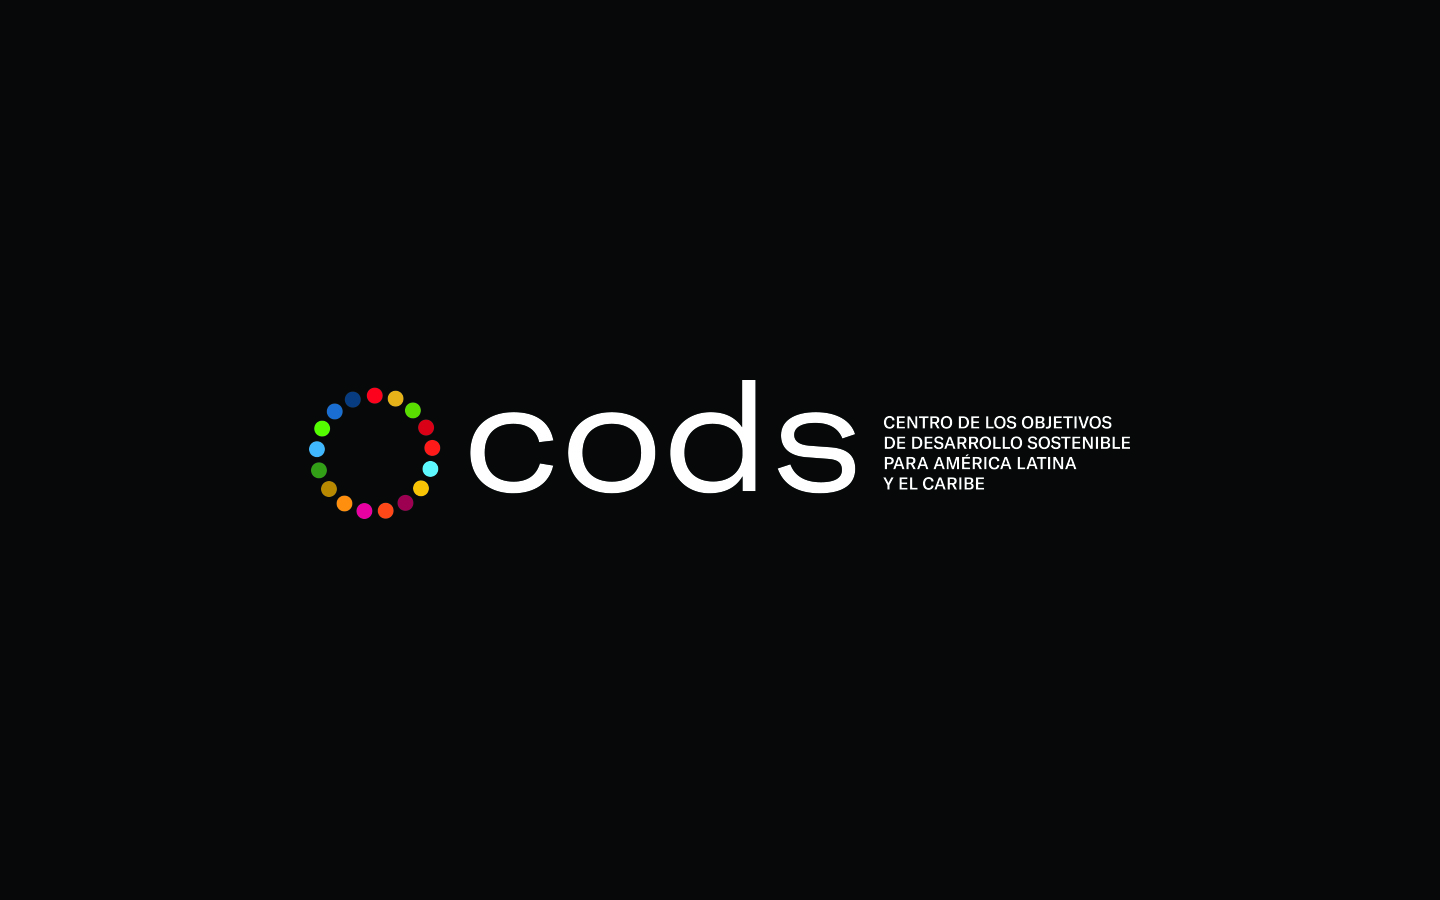 cods
CENTRO DE LOS OBJETIVOS
DE DESARROLLO SOSTENIBLE
PARA AMÉRICA LATINA
Y EL CARIBE